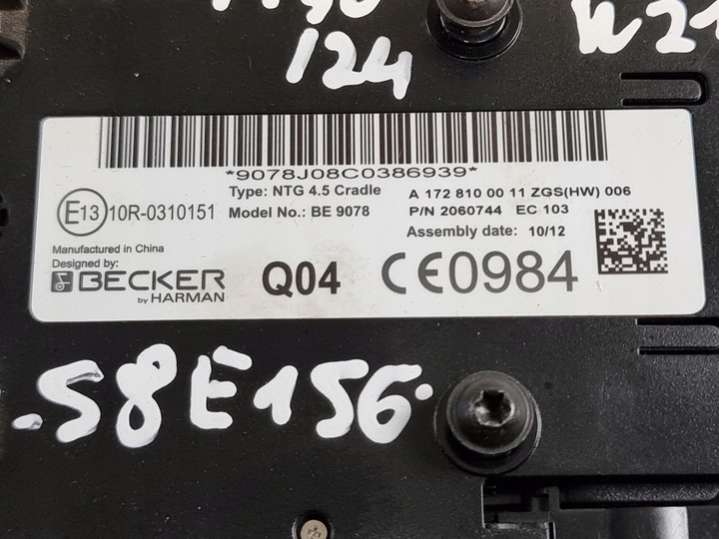 124
*9078J08C0386939*
Type: NTG 4.5 Cradle
A 172 810 00 11 ZGS(HW) 006
E13 10R-0310151
Model No.: BE 9078
P/N 2060744 EC 103
Assembly date: 10/12
Manufactured in China
Designed by:
BECKER
by HARMAN
Q04
CE0984
.S8E156.